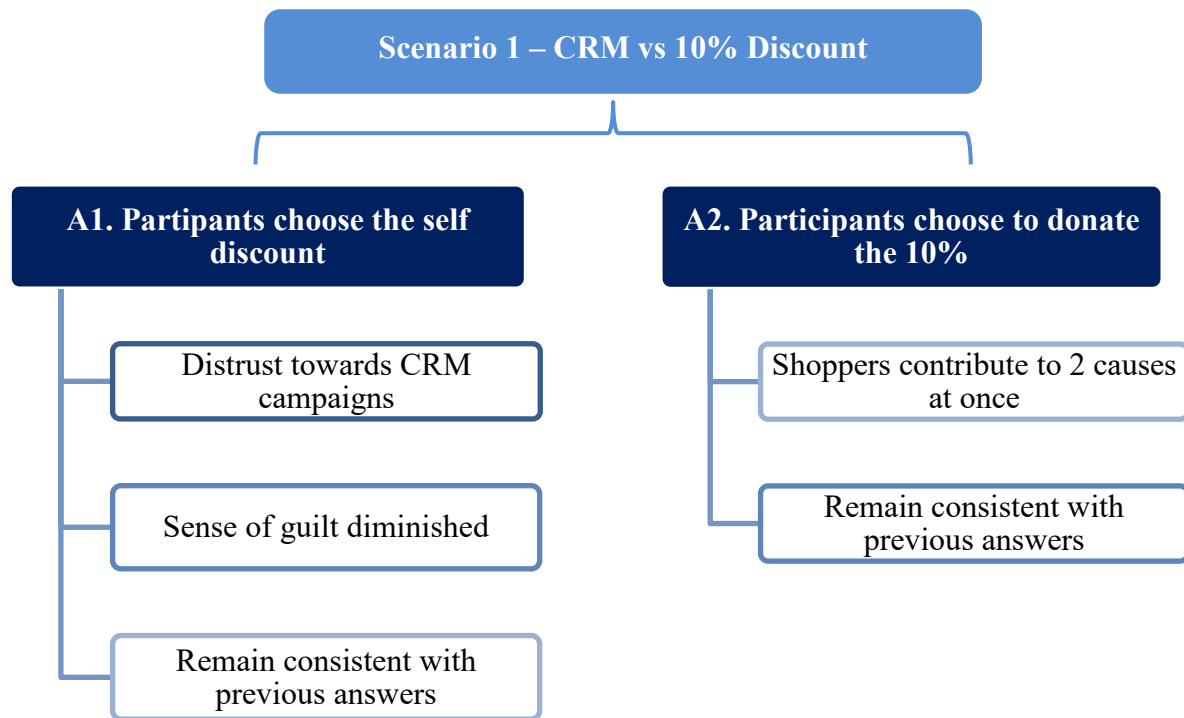 Scenario 1 – CRM vs 10% Discount
A1. Partipants choose the self
discount
Distrust towards CRM
campaigns
Sense of guilt diminished
Remain consistent with
previous answers
A2. Participants choose to donate
the 10%
Shoppers contribute to 2 causes
at once
Remain consistent with
previous answers